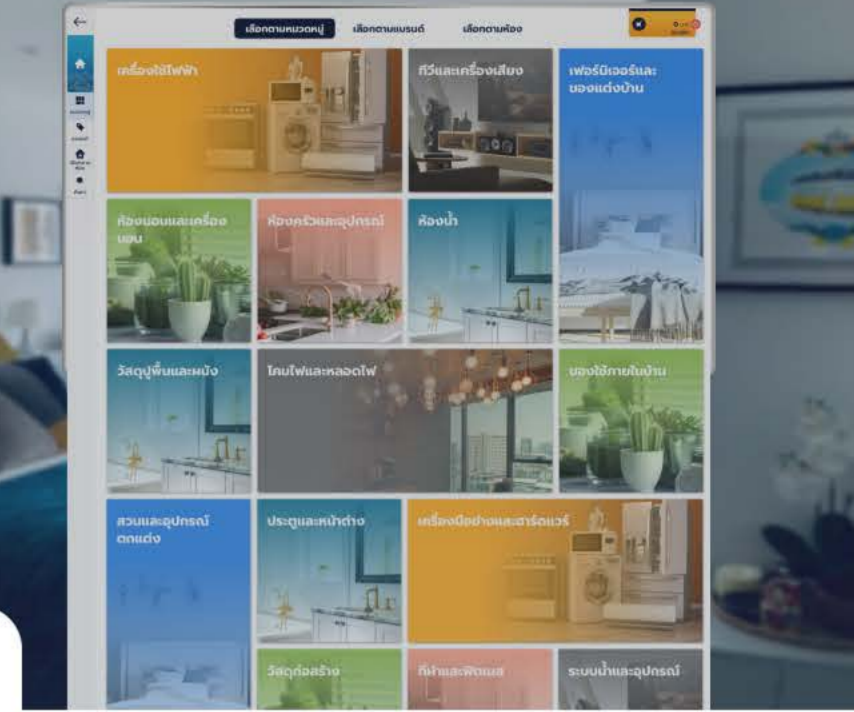 เลือกตามหมวดหมู่
เลือกตามแบรนด์
เลือกตามห้อง
เครื่องใช้ไฟฟ้า
ทีวีและเครื่องเสียง
เฟอร์นิเจอร์และ
ของแต่งบ้าน
ห้องนอนและเครื่อง
นอน
ห้องครัวและอุปกรณ์
ห้องน้ำ
วัสดุปูพื้นและผนัง
โคมไฟและหลอดไฟ
ของใช้ภายในบ้าน
สวนและอุปกรณ์
ตกแต่ง
ประตูและหน้าต่าง
เครื่องมือช่างและฮาร์ดแวร์
วัสดุก่อสร้าง
กีฬาและฟิตเนส
ระบบน้ำและอุปกรณ์